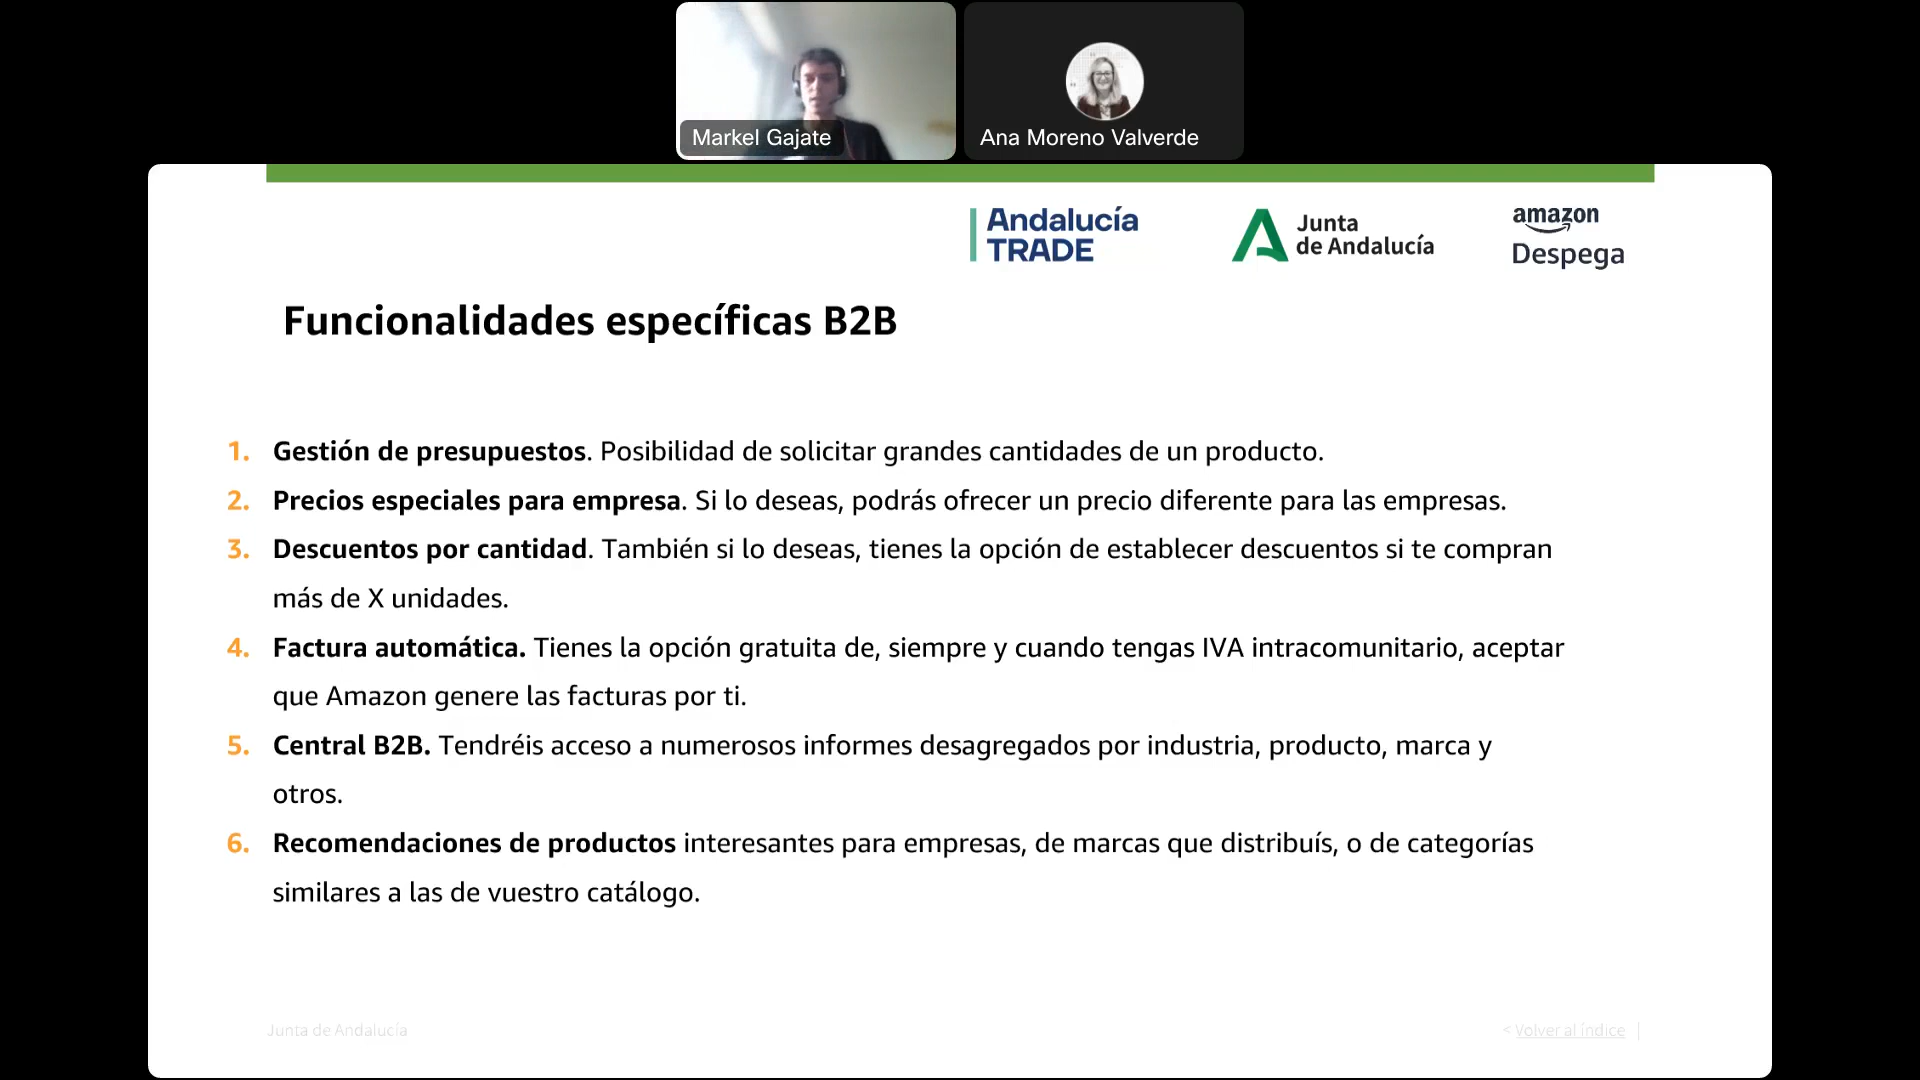 Markel Gajate
Ana Moreno Valverde
Andalucía
TRADE
Junta
de Andalucía
amazon
Despega
Funcionalidades específicas B2B
1. Gestión de presupuestos. Posibilidad de solicitar grandes cantidades de un producto.
2. Precios especiales para empresa. Si lo deseas, podrás ofrecer un precio diferente para las empresas.
3. Descuentos por cantidad. También si lo deseas, tienes la opción de establecer descuentos si te compran
más de X unidades.
4. Factura automática. Tienes la opción gratuita de, siempre y cuando tengas IVA intracomunitario, aceptar
que Amazon genere las facturas por ti.
5. Central B2B. Tendréis acceso a numerosos informes desagregados por industria, producto, marca y
otros.
6. Recomendaciones de productos interesantes para empresas, de marcas que distribuís, o de categorías
similares a las de vuestro catálogo.
Junta de Andalucía
< Volver al índice |